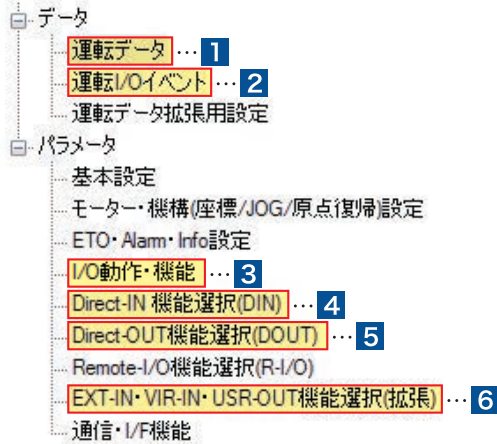 データ
運転データ … 1
運転I/Oイベント … 2
運転データ拡張用設定
パラメータ
基本設定
モーター・機構(座標/JOG/原点復帰)設定
ETO・Alarm・Info設定
I/O動作・機能 … 3
Direct-IN 機能選択(DIN) … 4
Direct-OUT機能選択(DOUT) … 5
Remote-I/O機能選択(R-I/O)
EXT-IN・VIR-IN・USR-OUT機能選択(拡張) … 6
通信・I/F機能